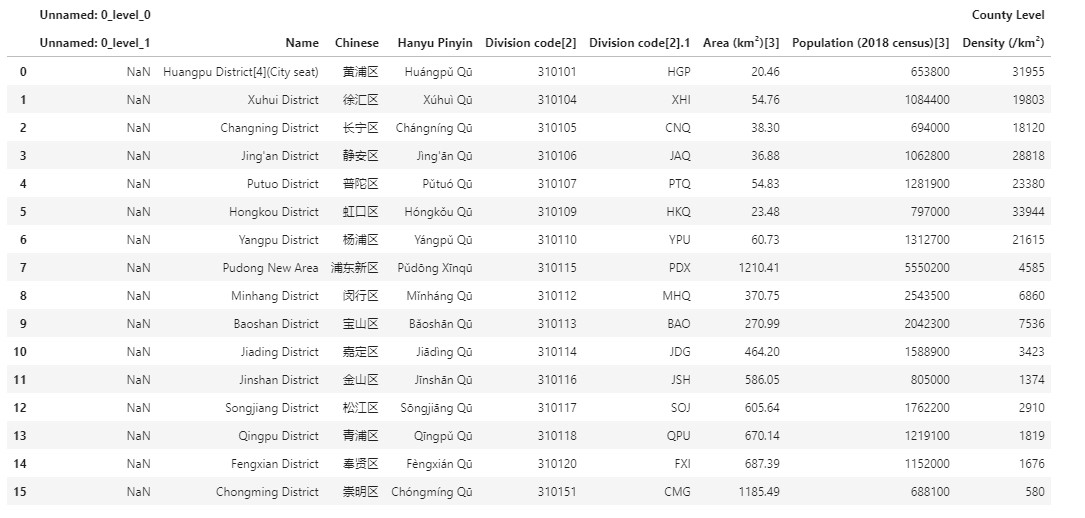 Unnamed: 0_level_0 County Level
Unnamed: 0_level_1 Name Chinese Hanyu Pinyin Division code[2] Division code[2].1 Area (km²)[3] Population (2018 census)[3] Density (/km²)
0 NaN Huangpu District[4](City seat) 黄浦区 Huángpǔ Qū 310101 HGP 20.46 653800 31955
1 NaN Xuhui District 徐汇区 Xúhuì Qū 310104 XHI 54.76 1084400 19803
2 NaN Changning District 长宁区 Chángníng Qū 310105 CNQ 38.30 694000 18120
3 NaN Jing'an District 静安区 Jìng'ān Qū 310106 JAQ 36.88 1062800 28818
4 NaN Putuo District 普陀区 Pǔtuó Qū 310107 PTQ 54.83 1281900 23380
5 NaN Hongkou District 虹口区 Hóngkǒu Qū 310109 HKQ 23.48 797000 33944
6 NaN Yangpu District 杨浦区 Yángpǔ Qū 310110 YPU 60.73 1312700 21615
7 NaN Pudong New Area 浦东新区 Pǔdōng Xīnqū 310115 PDX 1210.41 5550200 4585
8 NaN Minhang District 闵行区 Mǐnháng Qū 310112 MHQ 370.75 2543500 6860
9 NaN Baoshan District 宝山区 Bǎoshān Qū 310113 BAO 270.99 2042300 7536
10 NaN Jiading District 嘉定区 Jiādìng Qū 310114 JDG 464.20 1588900 3423
11 NaN Jinshan District 金山区 Jīnshān Qū 310116 JSH 586.05 805000 1374
12 NaN Songjiang District 松江区 Sōngjiāng Qū 310117 SOJ 605.64 1762200 2910
13 NaN Qingpu District 青浦区 Qīngpǔ Qū 310118 QPU 670.14 1219100 1819
14 NaN Fengxian District 奉贤区 Fèngxián Qū 310120 FXI 687.39 1152000 1676
15 NaN Chongming District 崇明区 Chóngmíng Qū 310151 CMG 1185.49 688100 580